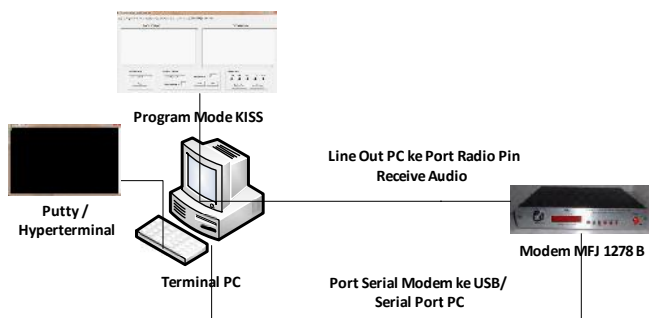 Program Mode KISS
Line Out PC ke Port Radio Pin
Receive Audio
Putty /
Hyperterminal
Modem MFJ 1278 B
Terminal PC
Port Serial Modem ke USB/
Serial Port PC